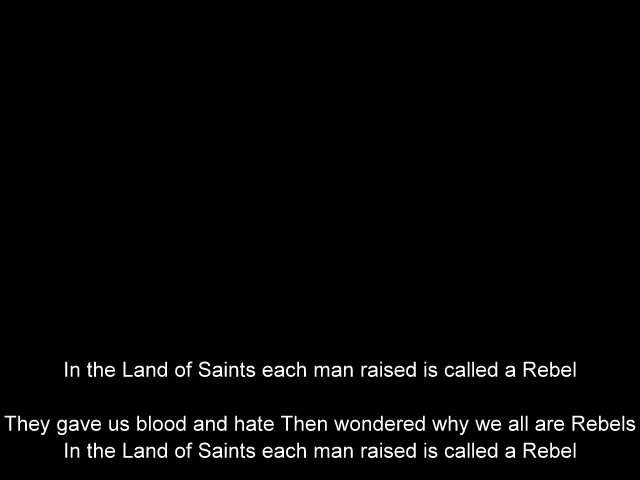 In the Land of Saints each man raised is called a Rebel
They gave us blood and hate Then wondered why we all are Rebels
In the Land of Saints each man raised is called a Rebel